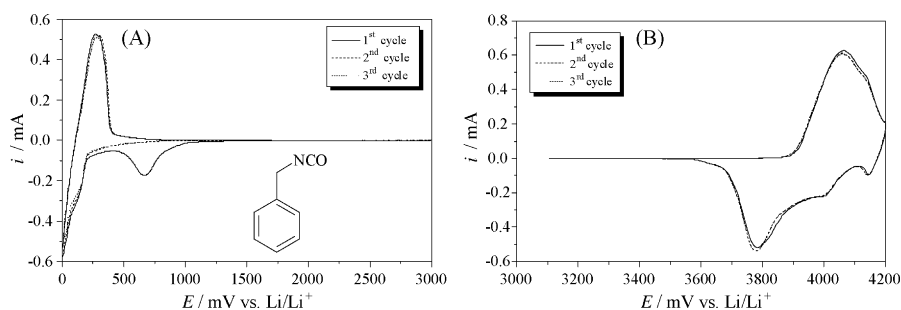 (A)
1st cycle
2nd cycle
3rd cycle
0.6
0.4
0.2
0.0
-0.2
-0.4
-0.6
i / mA
NCO
0 500 1000 1500 2000 2500 3000
E / mV vs. Li/Li+
(B)
1st cycle
2nd cycle
3rd cycle
0.8
0.6
0.4
0.2
0.0
-0.2
-0.4
-0.6
i / mA
3000 3200 3400 3600 3800 4000 4200
E / mV vs. Li/Li+